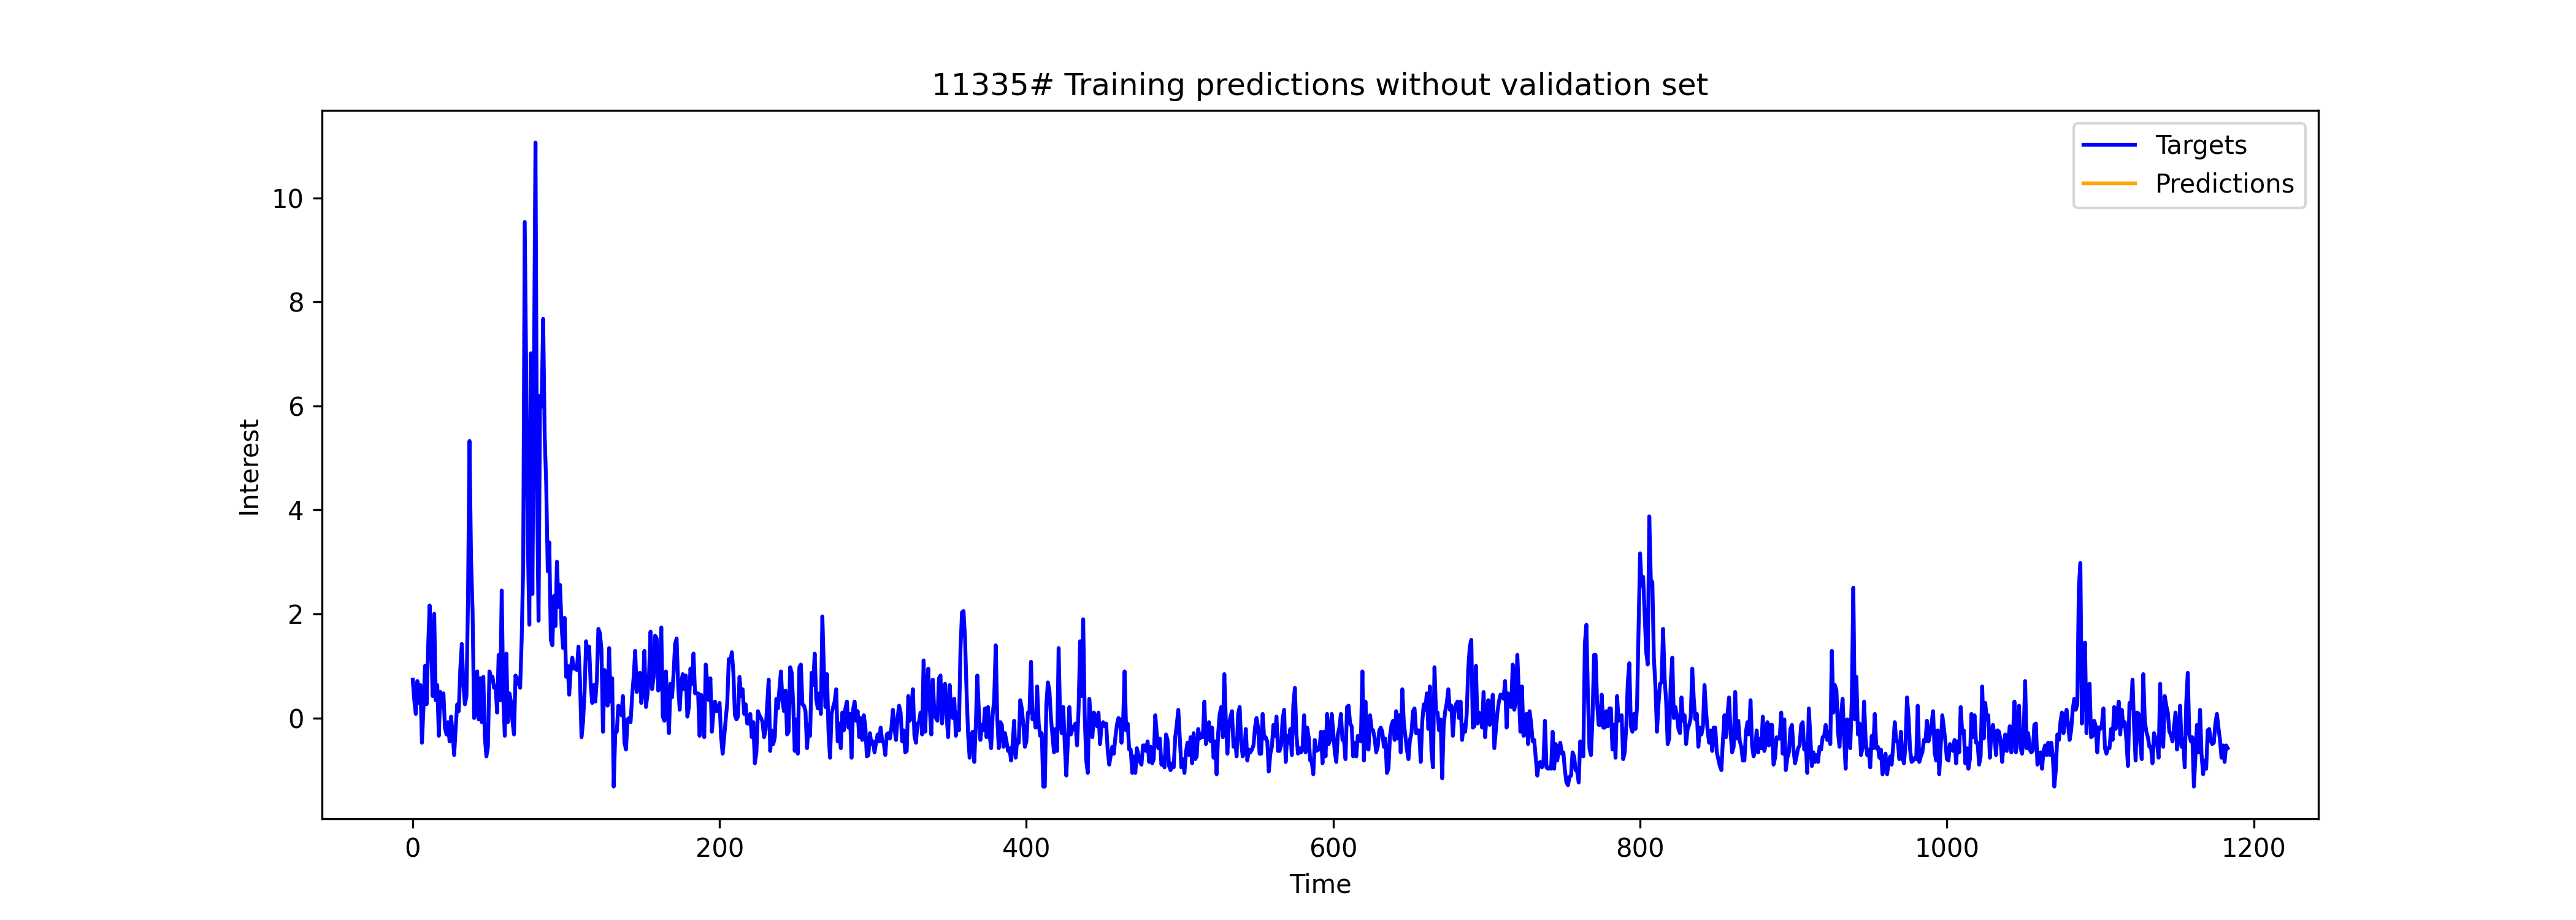 11335# Training predictions without validation set
Targets
Predictions
10
8
6
4
2
0
Interest
0 200 400 600 800 1000 1200
Time